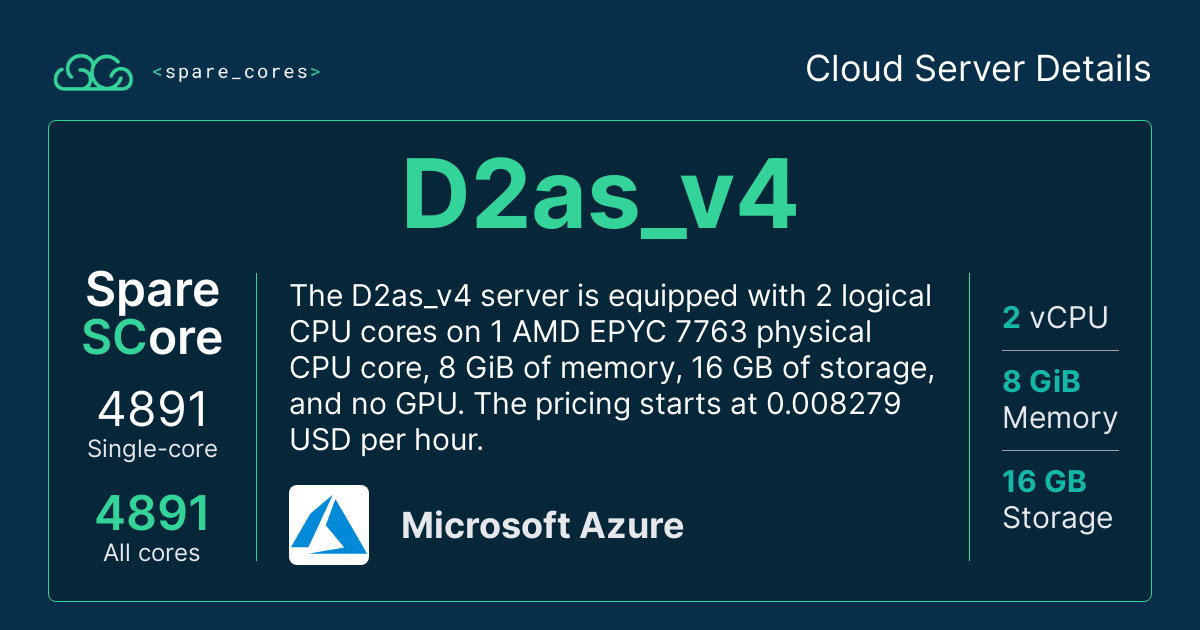 <spare_cores>
Cloud Server Details
D2as_v4
Spare
SCore
4891
Single-core
4891
All cores
The D2as_v4 server is equipped with 2 logical
CPU cores on 1 AMD EPYC 7763 physical
CPU core, 8 GiB of memory, 16 GB of storage,
and no GPU. The pricing starts at 0.008279
USD per hour.
Microsoft Azure
2 vCPU
8 GiB
Memory
16 GB
Storage